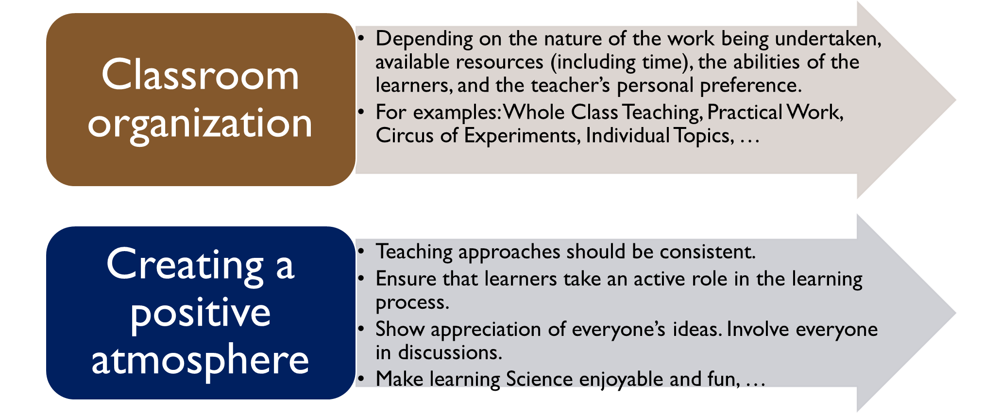 Classroom
organization
• Depending on the nature of the work being undertaken,
available resources (including time), the abilities of the
learners, and the teacher’s personal preference.
• For examples: Whole Class Teaching, Practical Work,
Circus of Experiments, Individual Topics, …
Creating a
positive
atmosphere
• Teaching approaches should be consistent.
• Ensure that learners take an active role in the learning
process.
• Show appreciation of everyone’s ideas. Involve everyone
in discussions.
• Make learning Science enjoyable and fun, …